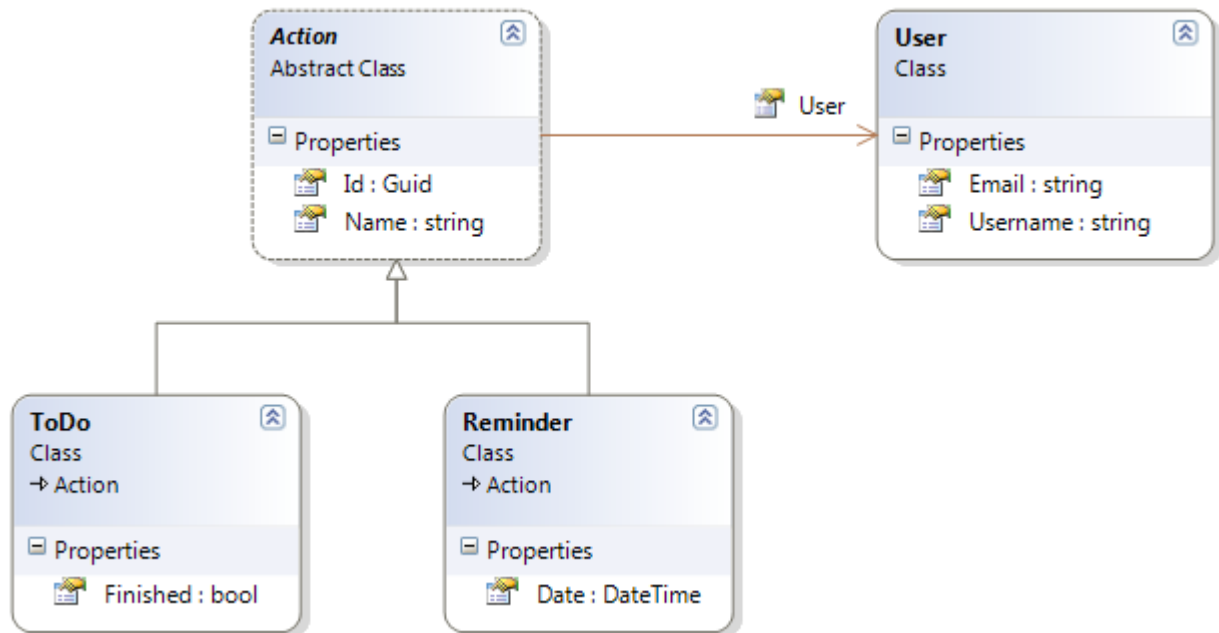 Action
Abstract Class
Properties
Id : Guid
Name : string
User
User
Class
Properties
Email : string
Username : string
ToDo
Class
Action
Properties
Finished : bool
Reminder
Class
Action
Properties
Date : DateTime